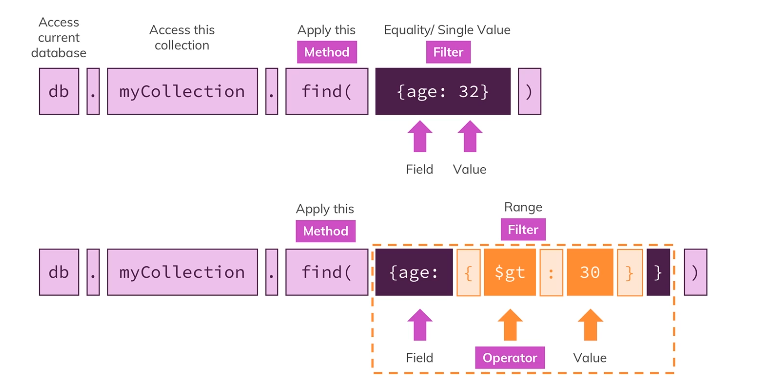 Access
current
database
Access this
collection
Apply this
Method
Equality/ Single Value
Filter
db . myCollection . find( {age: 32} )
Field Value
Apply this
Method
Range
Filter
db . myCollection . find( {age: { $gt : 30 } } )
Field Operator Value